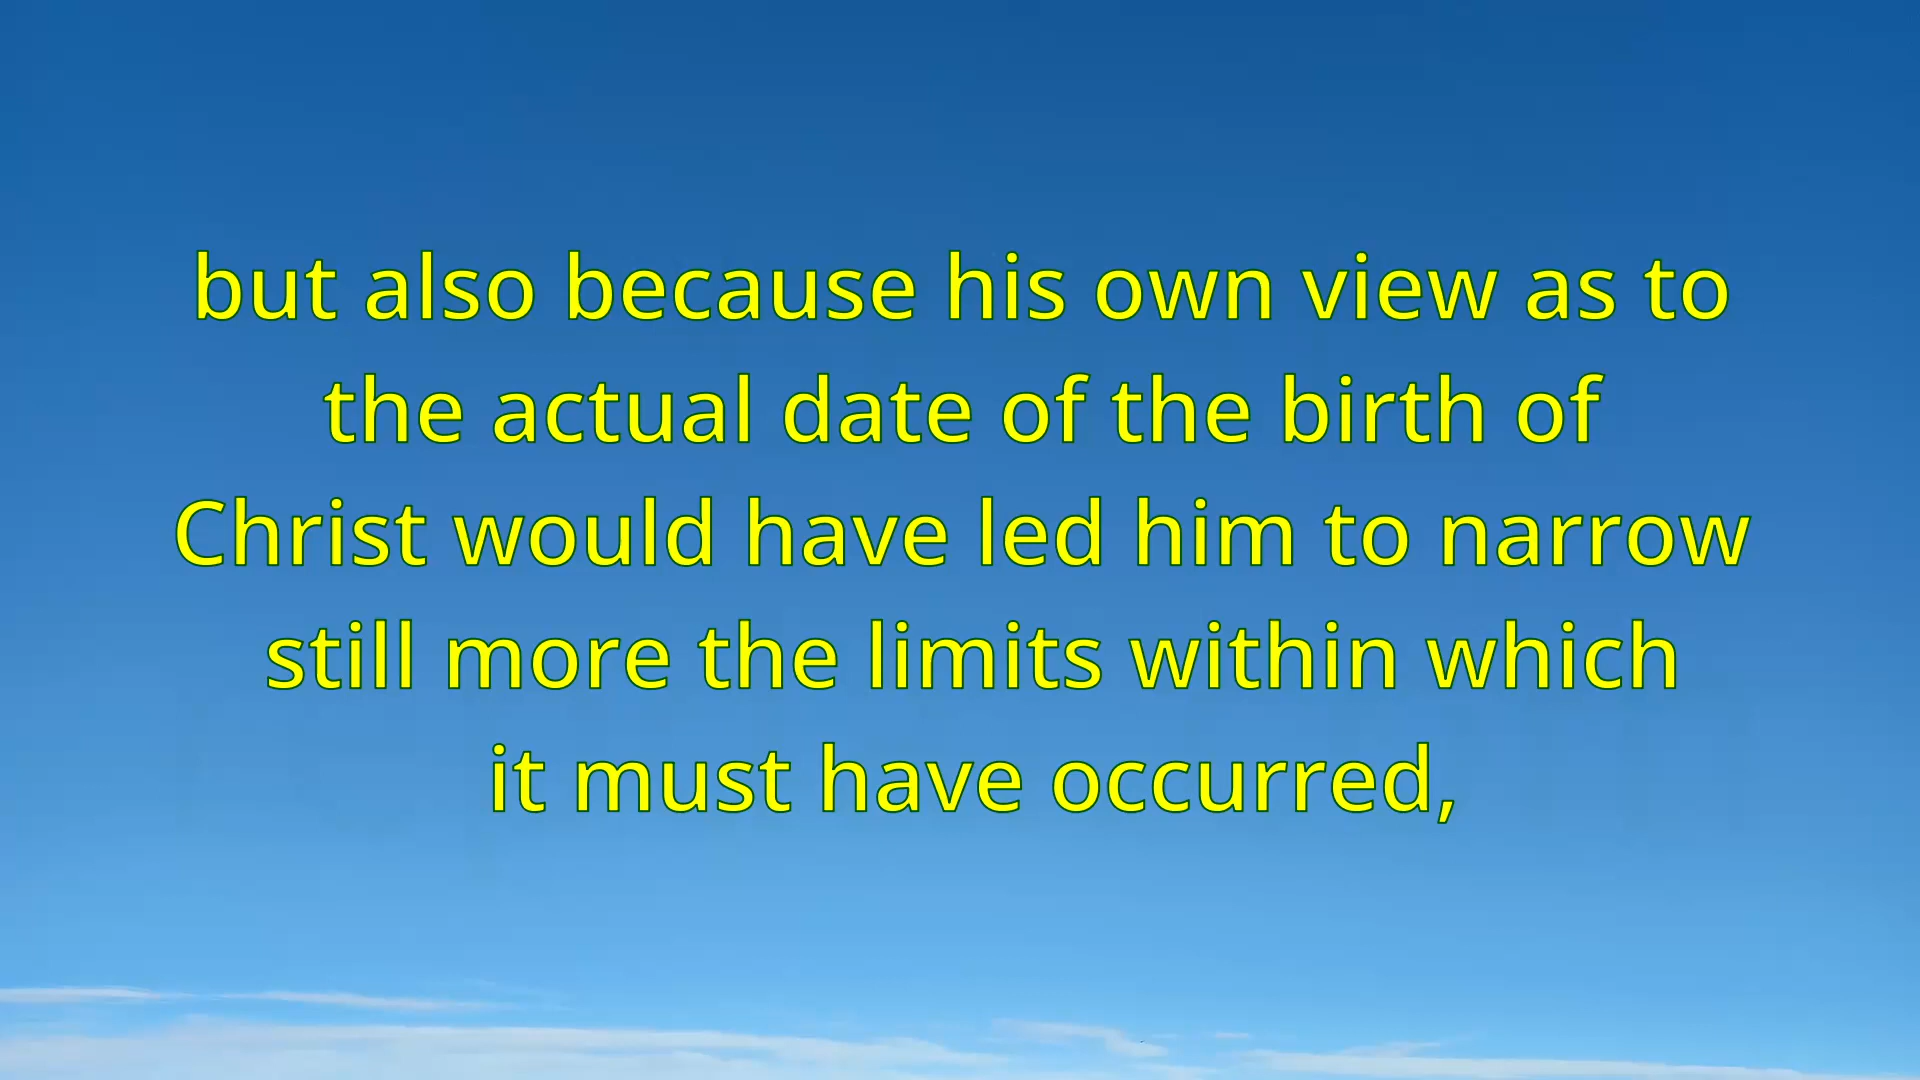 but also because his own view as to
the actual date of the birth of
Christ would have led him to narrow
still more the limits within which
it must have occurred,